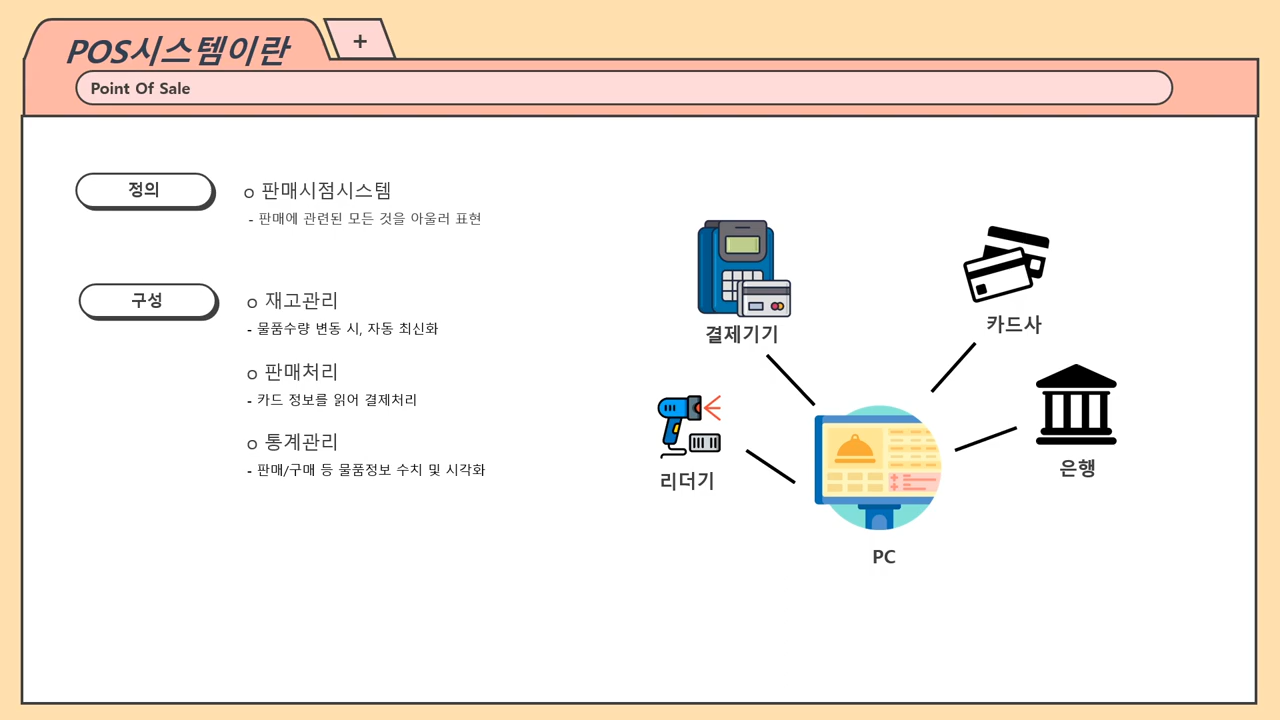 POS시스템이란
+
Point Of Sale
정의
o 판매시점시스템
- 판매에 관련된 모든 것을 아울러 표현
구성
o 재고관리
- 물품수량 변동 시, 자동 최신화
o 판매처리
- 카드 정보를 읽어 결제처리
o 통계관리
- 판매/구매 등 물품정보 수치 및 시각화
결제기기
카드사
리더기
은행
PC